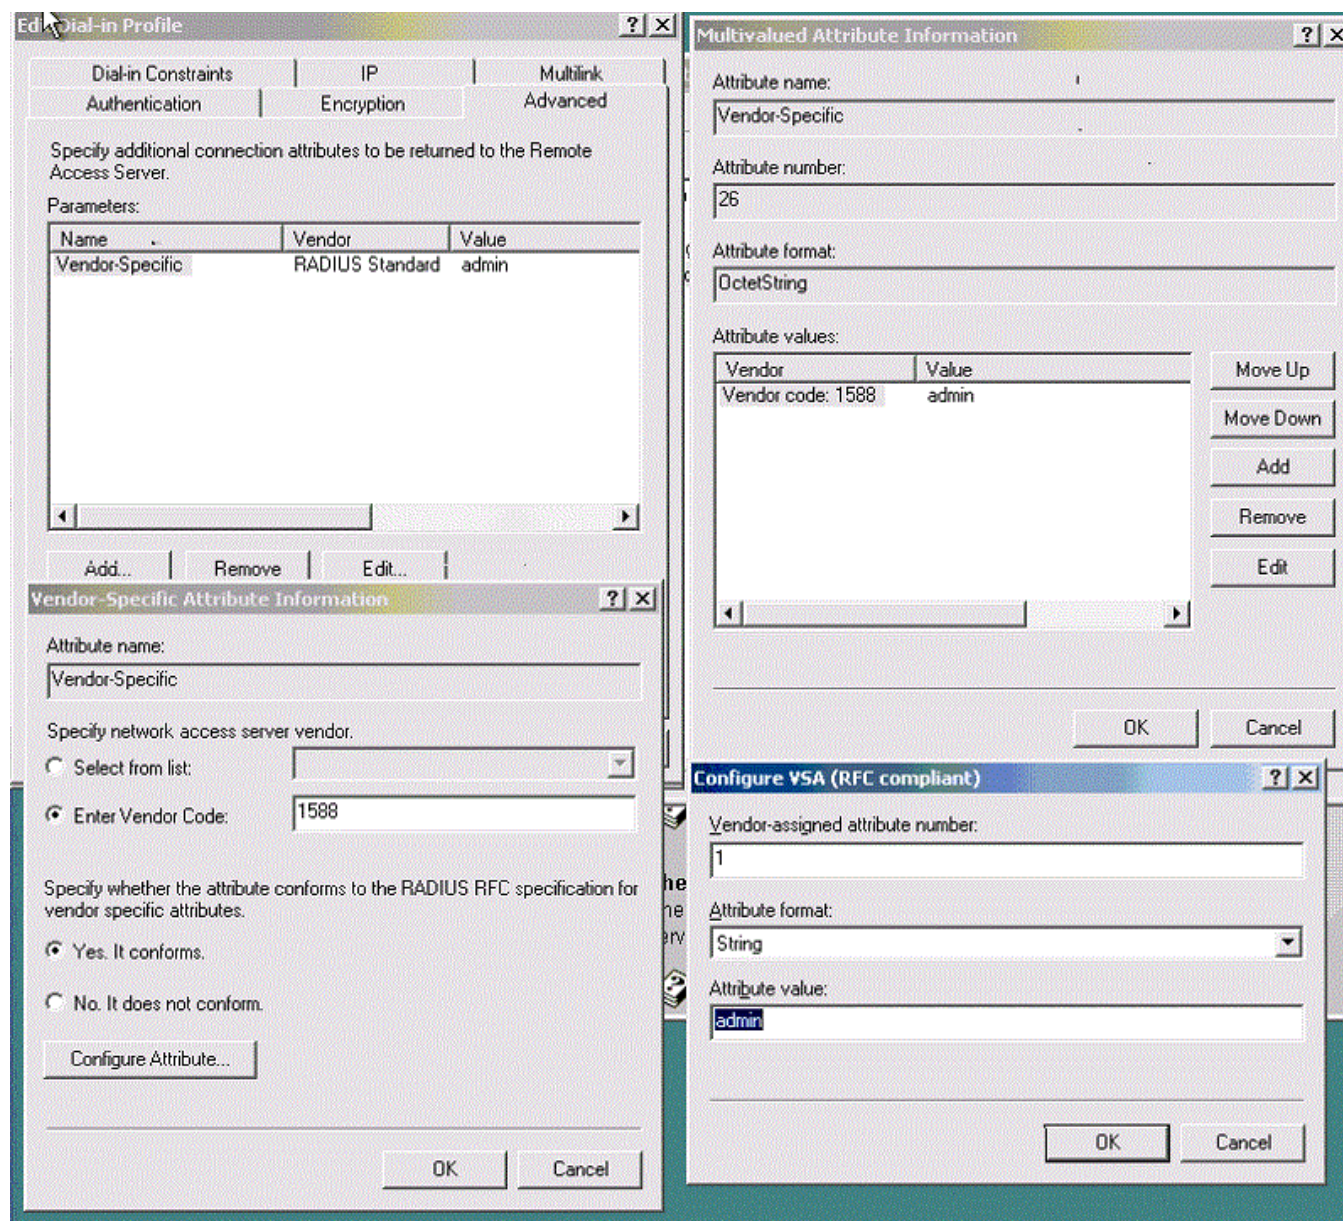 Edit Dial-in Profile
Dial-in Constraints IP Multilink
Authentication Encryption Advanced
Specify additional connection attributes to be returned to the Remote
Access Server.
Parameters:
Name Vendor Value
Vendor-Specific RADIUS Standard admin
Add... Remove Edit...
Vendor-Specific Attribute Information
Attribute name:
Vendor-Specific
Specify network access server vendor.
Select from list:
Enter Vendor Code: 1588
Specify whether the attribute conforms to the RADIUS RFC specification for
vendor specific attributes.
Yes. It conforms.
No. It does not conform.
Configure Attribute...
OK Cancel
Multivalued Attribute Information
Attribute name:
Vendor-Specific
Attribute number:
26
Attribute format:
OctetString
Attribute values:
Vendor Value
Vendor code: 1588 admin
Move Up
Move Down
Add
Remove
Edit
OK Cancel
Configure VSA (RFC compliant)
Vendor-assigned attribute number:
1
Attribute format:
String
Attribute value:
admin
OK Cancel